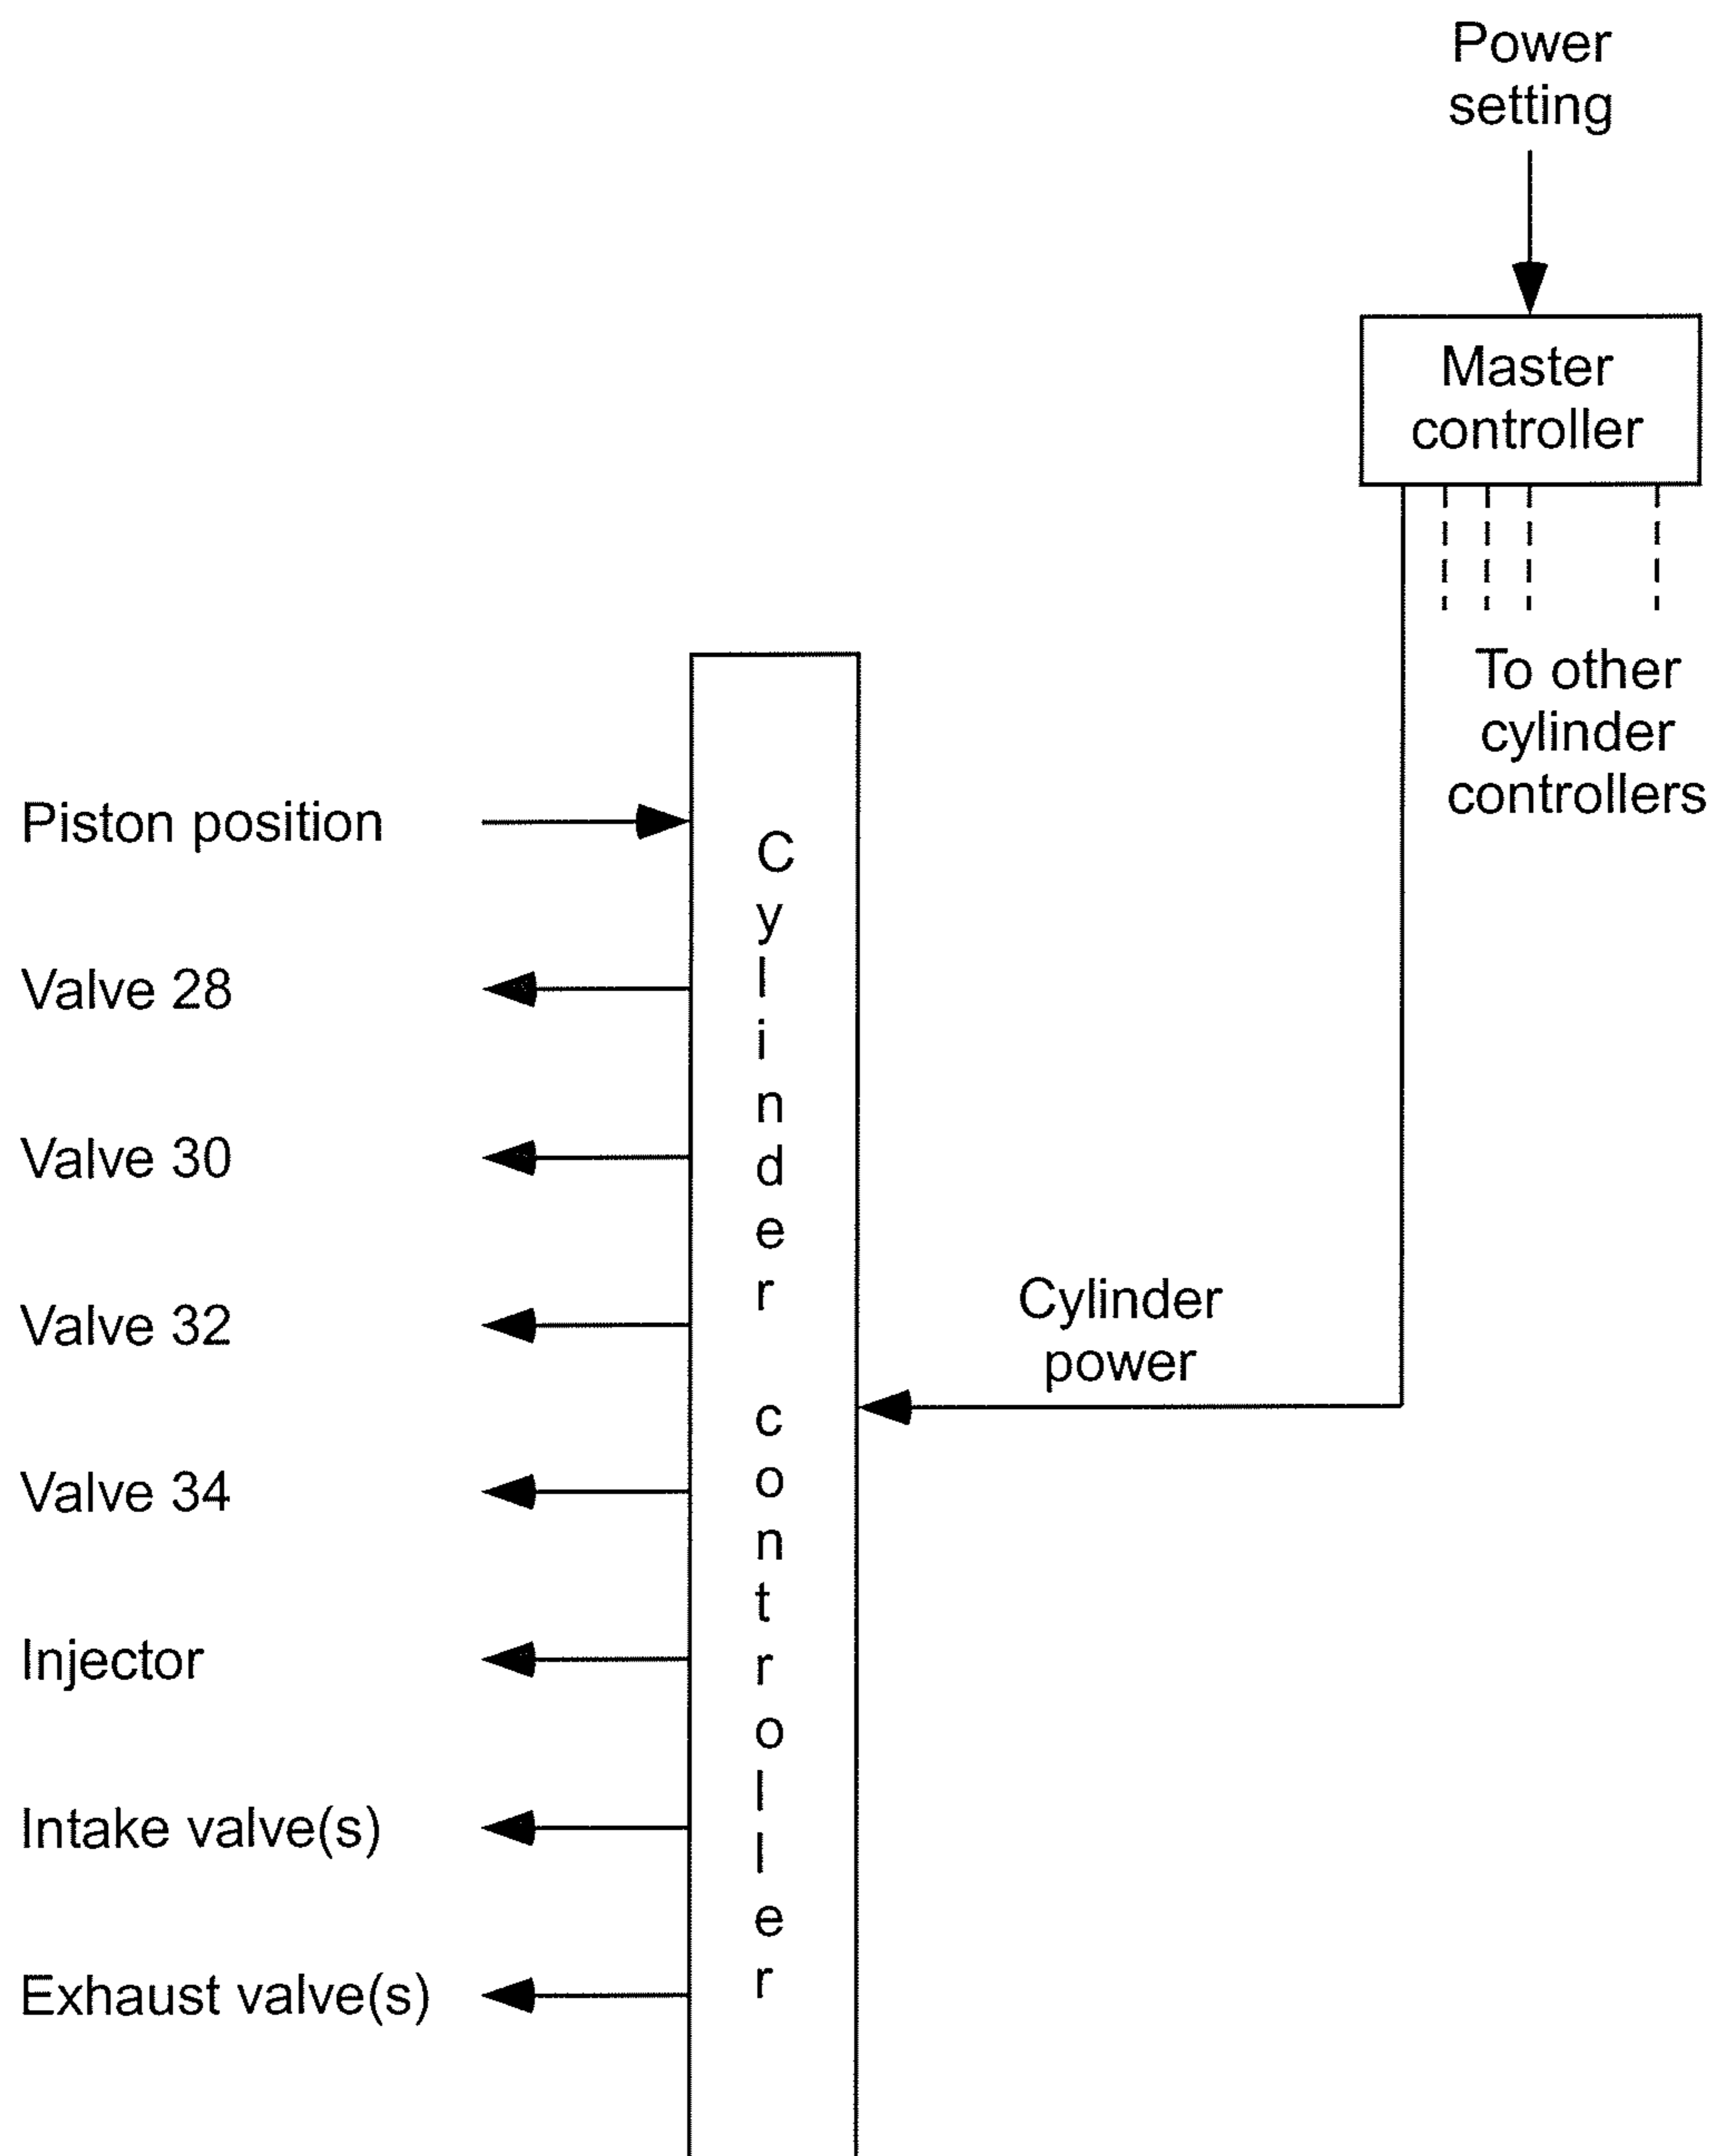 Power
setting
Master
controller
To other
cylinder
controllers
Piston position
Valve 28
Valve 30
Valve 32
Valve 34
Injector
Intake valve(s)
Exhaust valve(s)
Cylinder controller
Cylinder
power